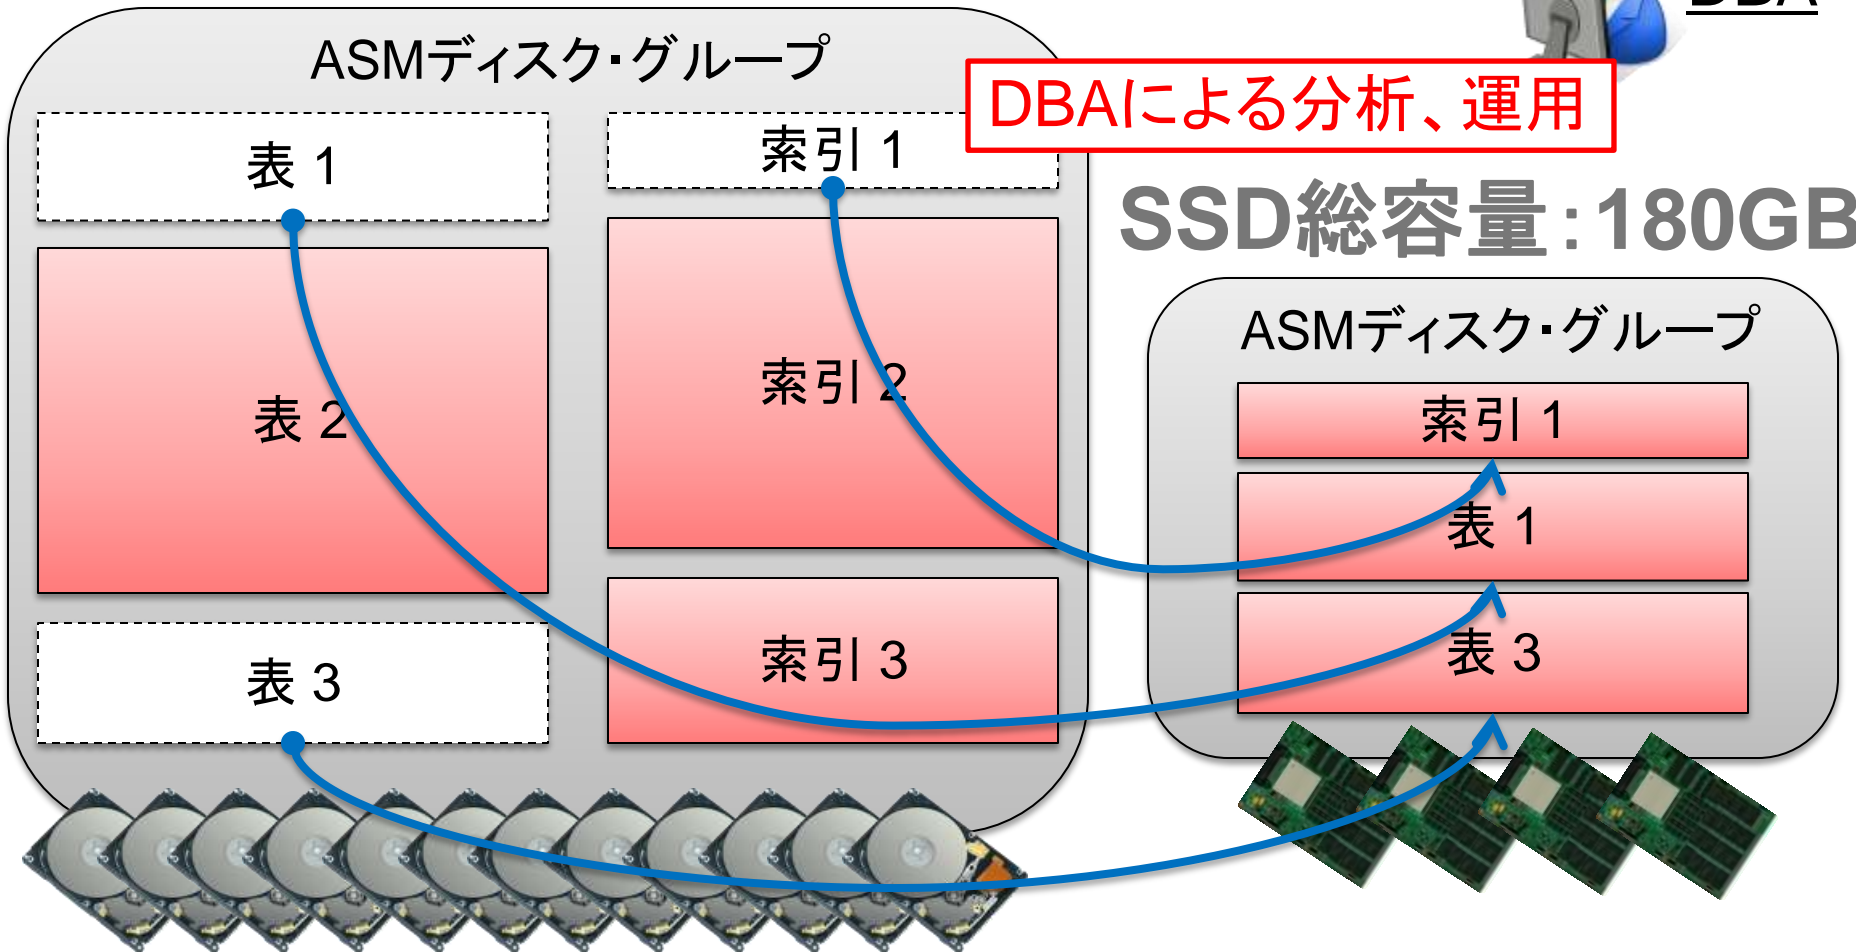 DBA
ASMディスク・グループ
DBAによる分析、運用
表 1
索引 1
SSD総容量：180GB
表 2
索引 2
表 3
索引 3
ASMディスク・グループ
索引 1
表 1
表 3